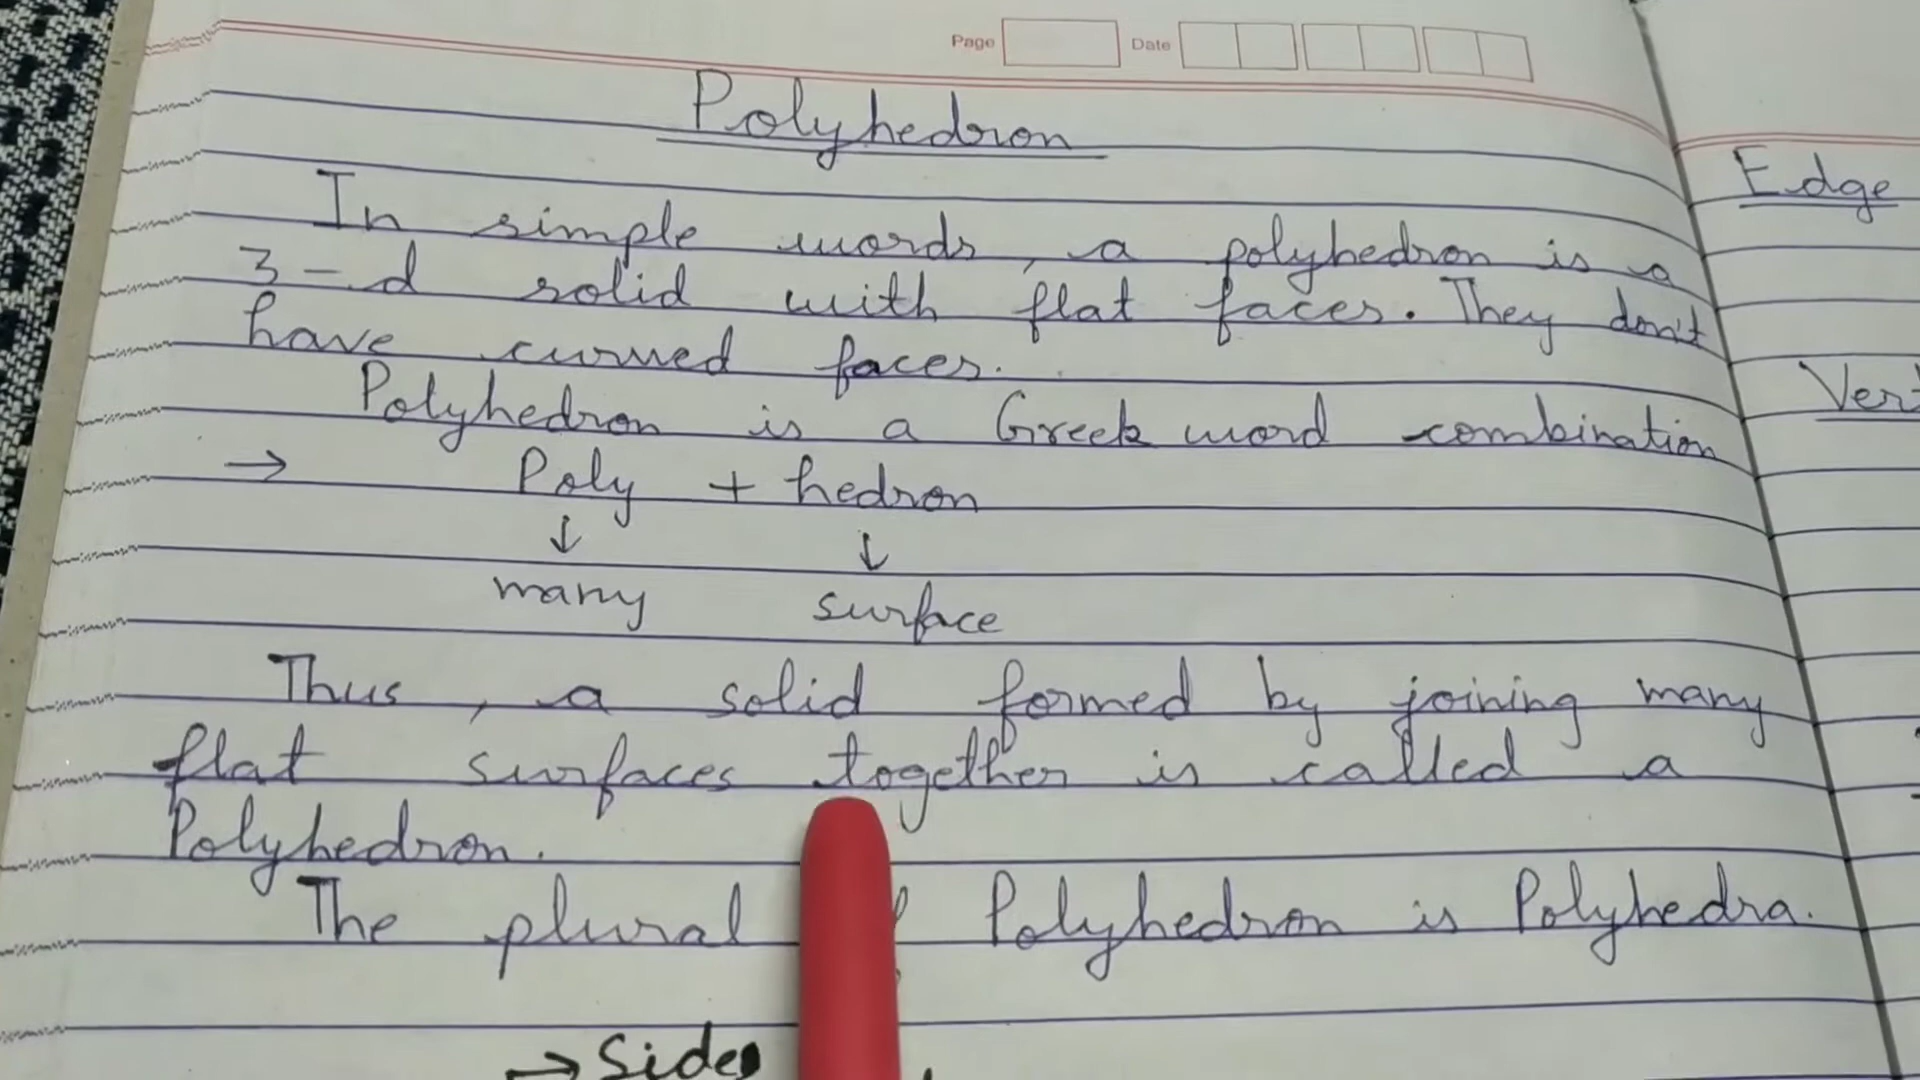 Page Date
Polyhedron
In simple words, a polyhedron is a
3-d solid with flat faces. They don't
have curved faces.
Polyhedron is a Greek word combination
→ Poly + hedron
↓ ↓
many surface
Thus, a solid formed by joining many
flat surfaces together is called a
Polyhedron.
The plural Polyhedron is Polyhedra.
→ Sides
Edge